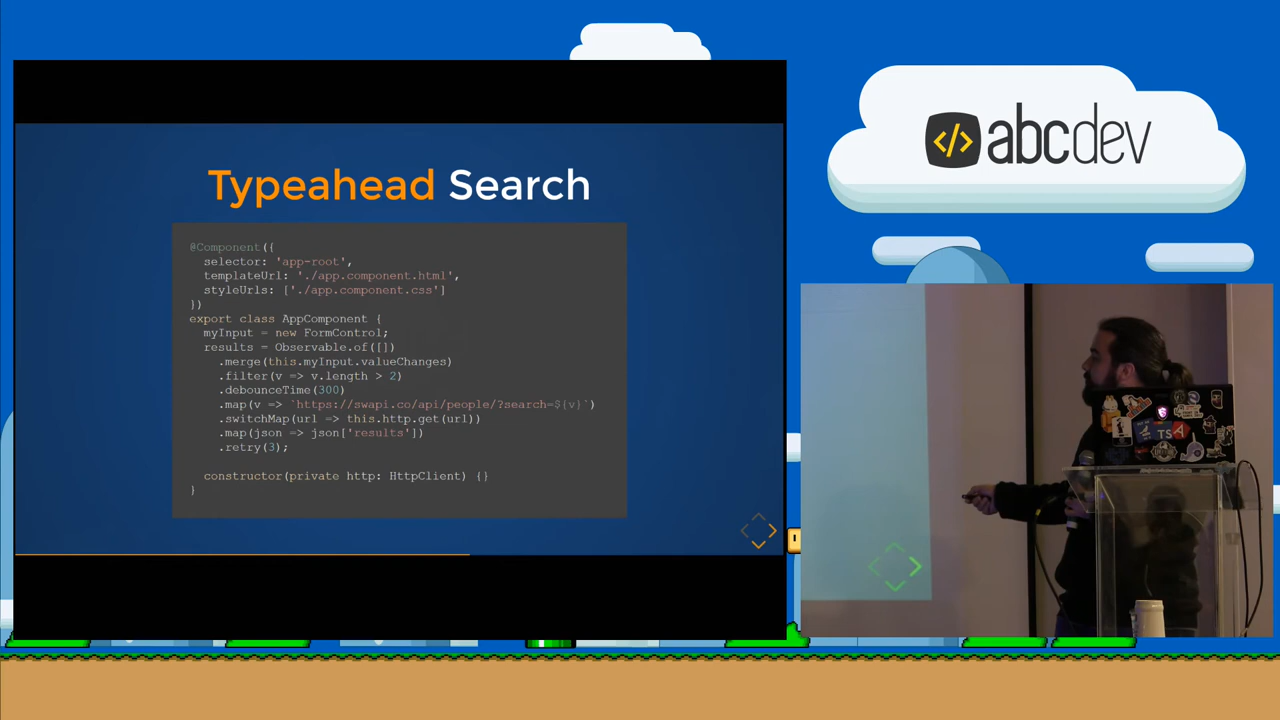 Typeahead Search
@Component({
selector: 'app-root',
templateUrl: './app.component.html',
styleUrls: ['./app.component.css']
})
export class AppComponent {
myInput = new FormControl;
results = Observable.of([])
.merge(this.myInput.valueChanges)
.filter(v => v.length > 2)
.debounceTime(300)
.map(v => `https://swapi.co/api/people/?search=${v}`)
.switchMap(url => this.http.get(url))
.map(json => json['results'])
.retry(3);
constructor(private http: HttpClient) {}
}
</> abcdev
TSA